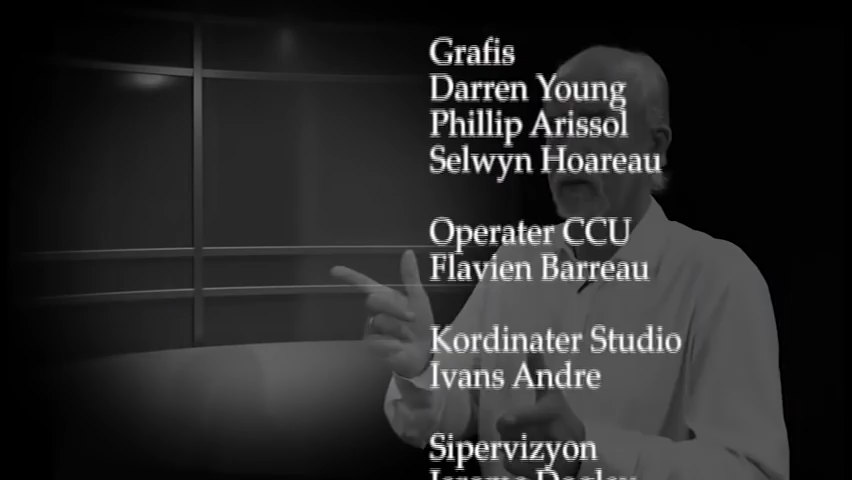 Grafis
Darren Young
Phillip Arissol
Selwyn Hoareau
Operater CCU
Flavien Barreau
Kordinater Studio
Ivans Andre
Sipervizyon